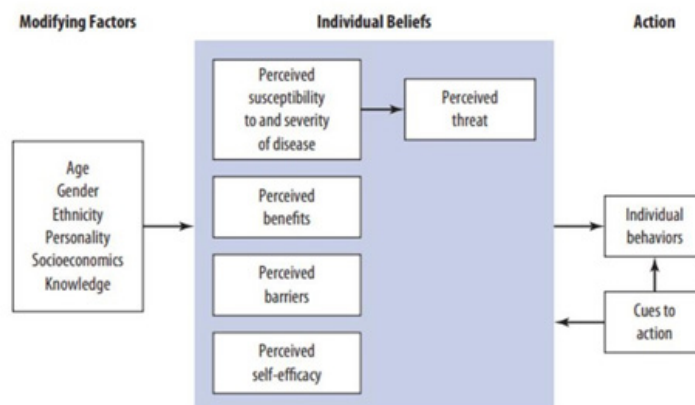 Modifying Factors
Individual Beliefs
Action
Perceived
susceptibility
to and severity
of disease
Perceived
threat
Age
Gender
Ethnicity
Personality
Socioeconomics
Knowledge
Perceived
benefits
Individual
behaviors
Perceived
barriers
Cues to
action
Perceived
self-efficacy